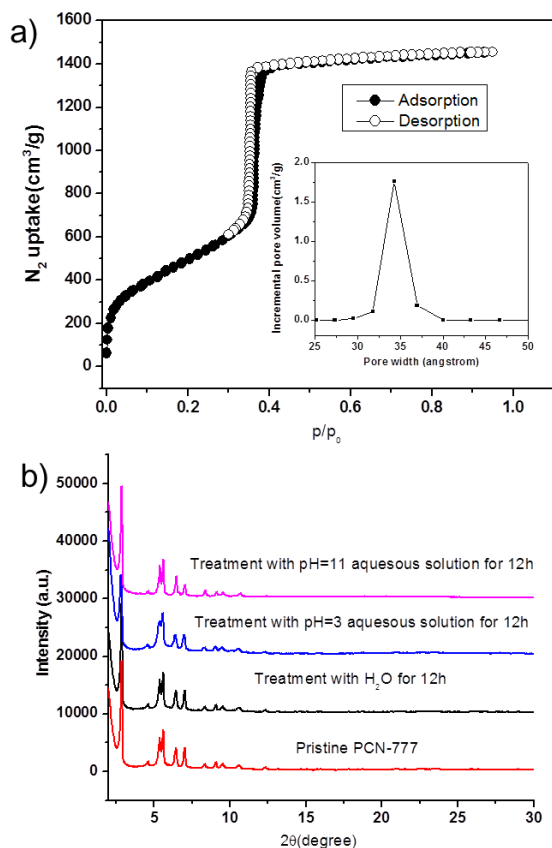 a)
1600
1400
1200
1000
800
600
400
200
0
N₂ uptake(cm³/g)
Adsorption
Desorption
2.0
1.5
1.0
0.5
0.0
Incremental pore volume(cm³/g)
25 30 35 40 45 50
Pore width (angstrom)
0.0 0.2 0.4 0.6 0.8 1.0
p/p₀
b)
50000
40000
30000
20000
10000
0
Intensity (a.u.)
Treatment with pH=11 aquesous solution for 12h
Treatment with pH=3 aquesous solution for 12h
Treatment with H₂O for 12h
Pristine PCN-777
5 10 15 20 25 30
2θ(degree)